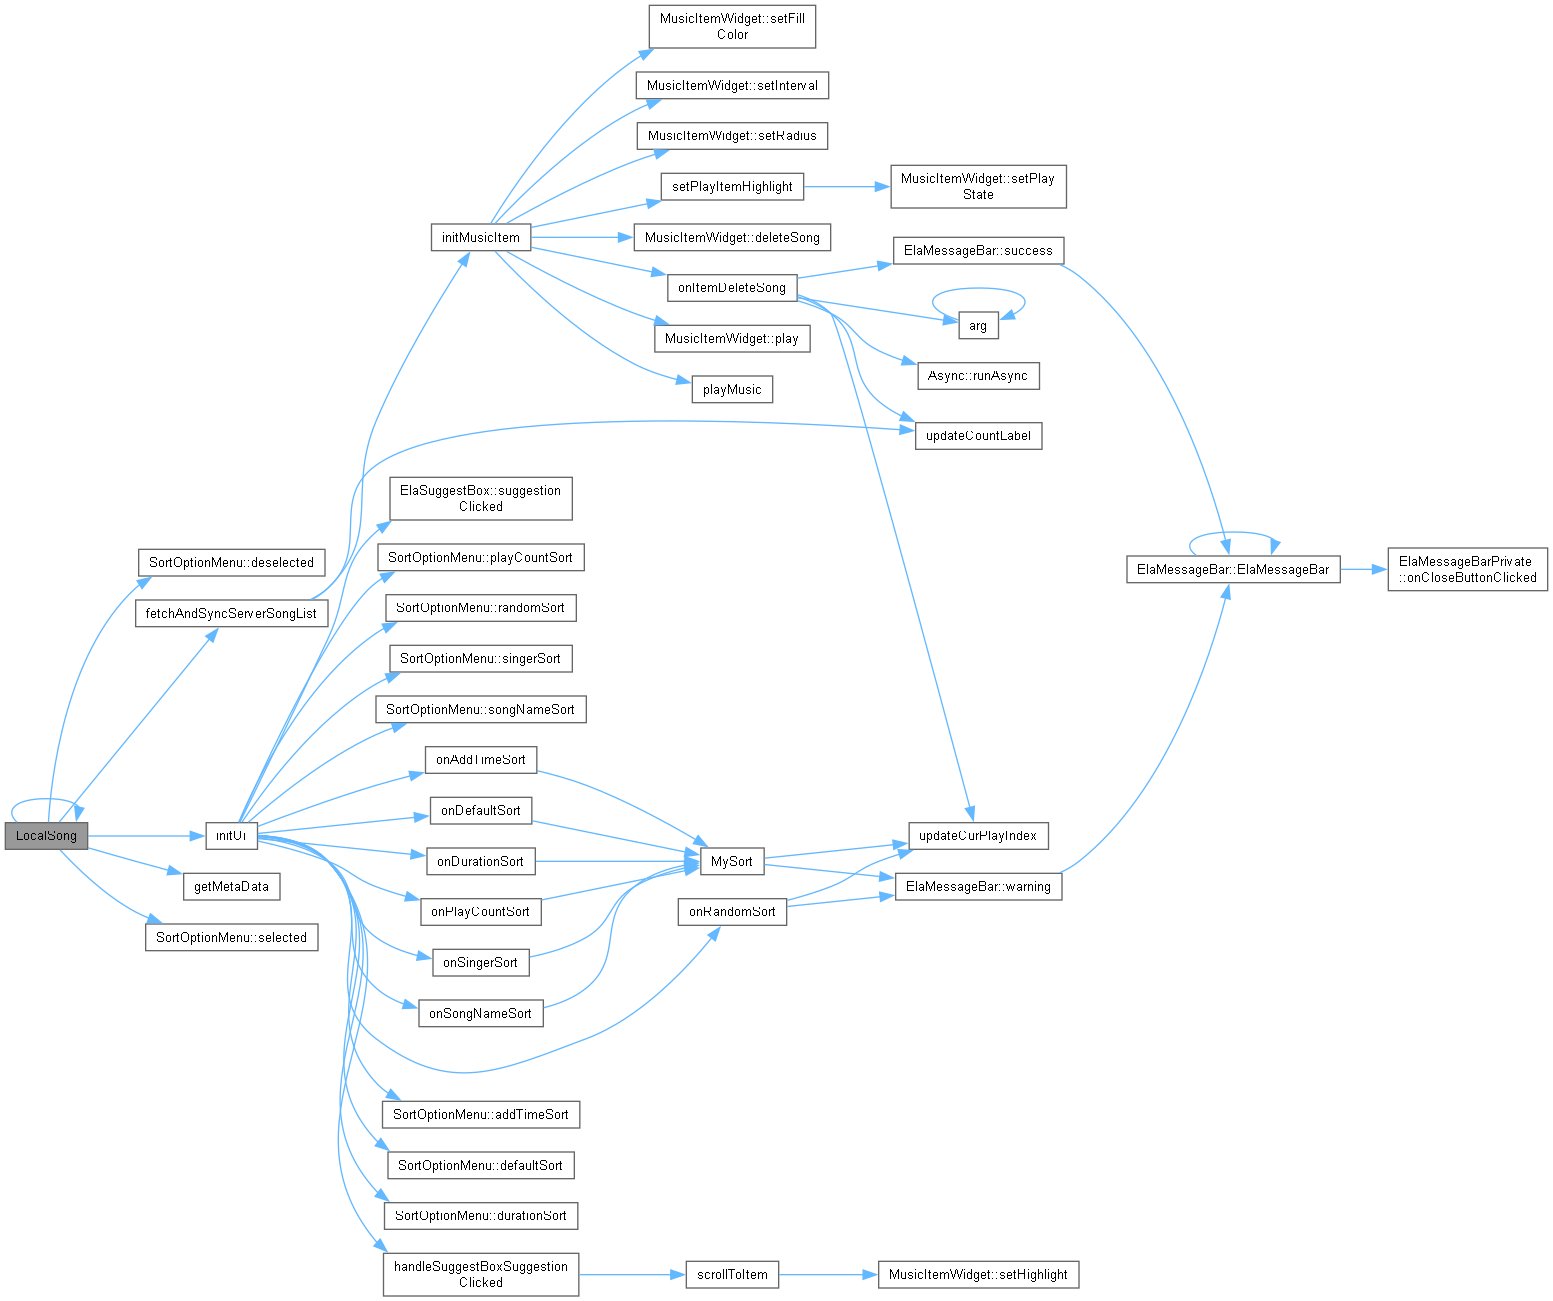 MusicItemWidget::setFill
Color
MusicItemWidget::setInterval
MusicItemWidget::setRadius
setPlayItemHighlight
MusicItemWidget::setPlay
State
initMusicItem
MusicItemWidget::deleteSong
ElaMessageBar::success
onItemDeleteSong
arg
MusicItemWidget::play
Async::runAsync
playMusic
updateCountLabel
ElaSuggestBox::suggestion
Clicked
SortOptionMenu::deselected
SortOptionMenu::playCountSort
ElaMessageBar::ElaMessageBar
ElaMessageBarPrivate
::onCloseButtonClicked
fetchAndSyncServerSongList
SortOptionMenu::randomSort
SortOptionMenu::singerSort
SortOptionMenu::songNameSort
onAddTimeSort
onDefaultSort
LocalSong
initUi
updateCurPlayIndex
onDurationSort
MySort
getMetaData
ElaMessageBar::warning
onPlayCountSort
onRandomSort
SortOptionMenu::selected
onSingerSort
onSongNameSort
SortOptionMenu::addTimeSort
SortOptionMenu::defaultSort
SortOptionMenu::durationSort
handleSuggestBoxSuggestion
Clicked
scrollToItem
MusicItemWidget::setHighlight